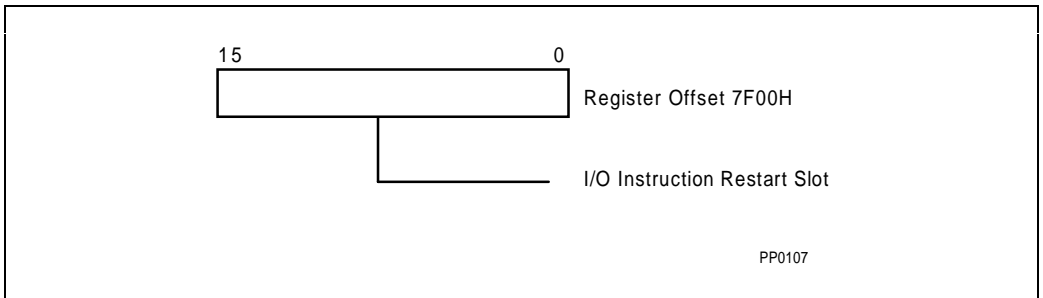 15 0
Register Offset 7F00H
I/O Instruction Restart Slot
PP0107